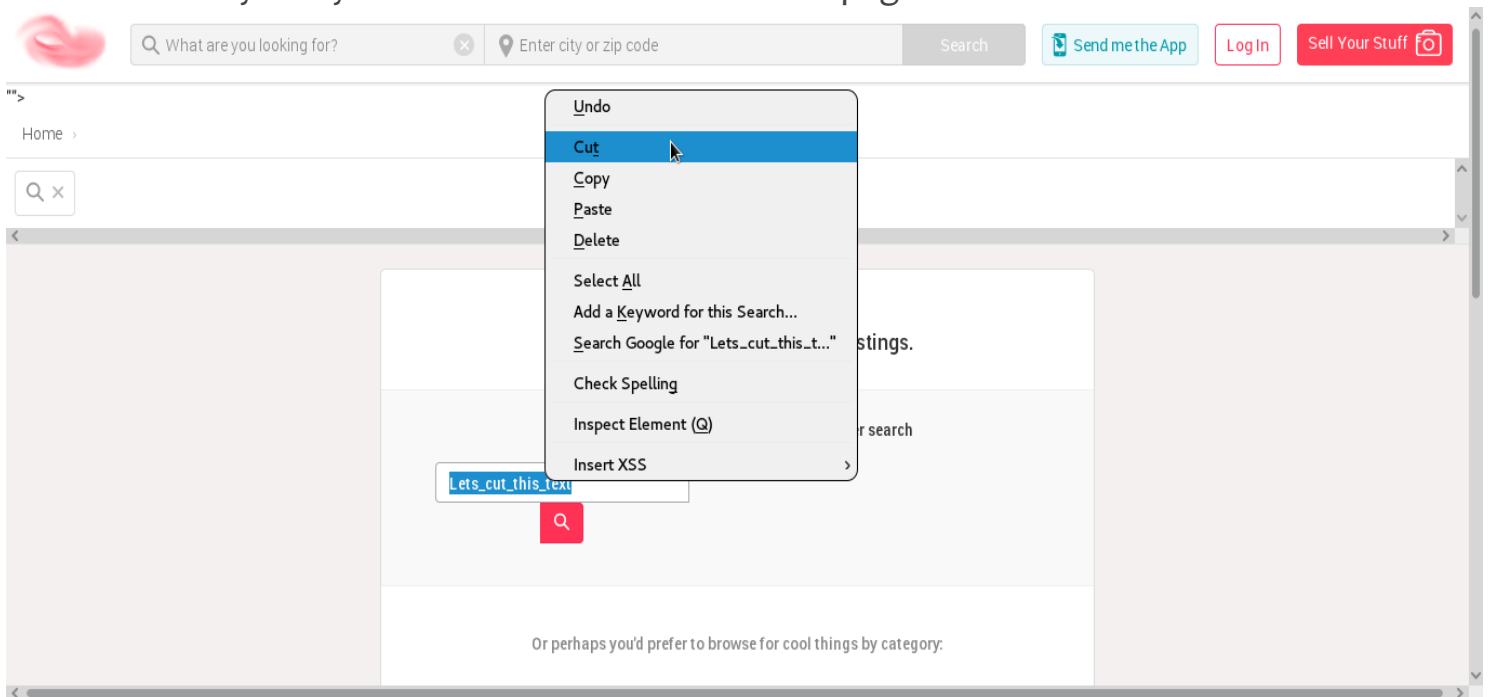 What are you looking for? Enter city or zip code Search Send me the App Log In Sell Your Stuff
"">
Home ›
Undo
Cut
Copy
Paste
Delete
Select All
Add a Keyword for this Search...
Search Google for "Lets_cut_this_t..."
stings.
Check Spelling
Inspect Element (Q)
r search
Insert XSS
Lets_cut_this_text
Or perhaps you'd prefer to browse for cool things by category: